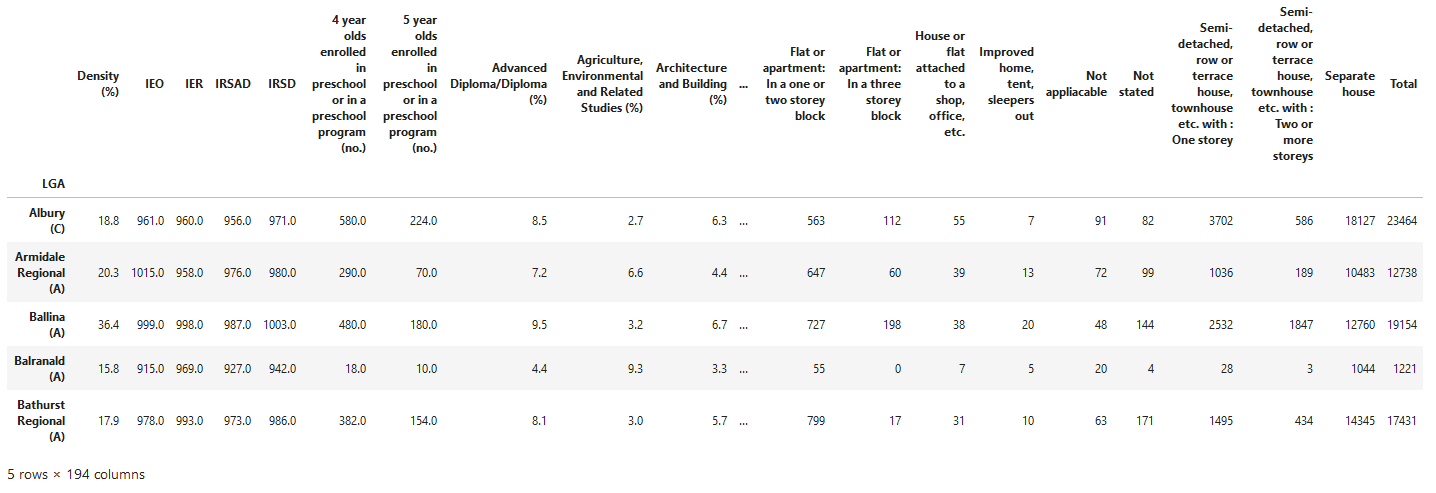 Density (%) IEO IER IRSAD IRSD 4 year olds enrolled in preschool or in a preschool program (no.) 5 year olds enrolled in preschool or in a preschool program (no.) Advanced Diploma/Diploma (%) Agriculture, Environmental and Related Studies (%) Architecture and Building (%) ... Flat or apartment: In a one or two storey block Flat or apartment: In a three storey block House or flat attached to a shop, office, etc. Improved home, tent, sleepers out Not appliacable Not stated Semi-detached, row or terrace house, townhouse etc. with : One storey Semi-detached, row or terrace house, townhouse etc. with : Two or more storeys Separate house Total
LGA
Albury (C) 18.8 961.0 960.0 956.0 971.0 580.0 224.0 8.5 2.7 6.3 ... 563 112 55 7 91 82 3702 586 18127 23464
Armidale Regional (A) 20.3 1015.0 958.0 976.0 980.0 290.0 70.0 7.2 6.6 4.4 ... 647 60 39 13 72 99 1036 189 10483 12738
Ballina (A) 36.4 999.0 998.0 987.0 1003.0 480.0 180.0 9.5 3.2 6.7 ... 727 198 38 20 48 144 2532 1847 12760 19154
Balranald (A) 15.8 915.0 969.0 927.0 942.0 18.0 10.0 4.4 9.3 3.3 ... 55 0 7 5 20 4 28 3 1044 1221
Bathurst Regional (A) 17.9 978.0 993.0 973.0 986.0 382.0 154.0 8.1 3.0 5.7 ... 799 17 31 10 63 171 1495 434 14345 17431
5 rows × 194 columns